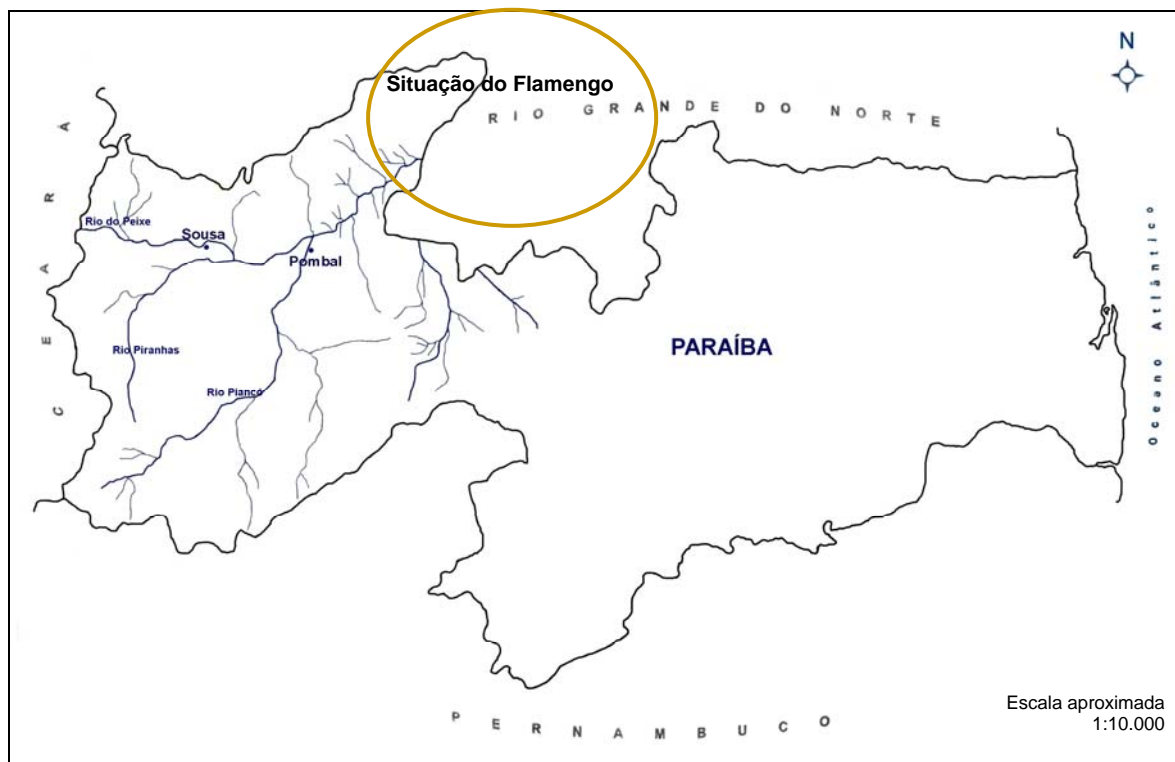 N
Situação do Flamengo
RIO GRANDE DO NORTE
CEARÁ
Rio do Peixe
Sousa
Pombal
Oceano Atlântico
PARAÍBA
Rio Piranhas
Rio Piancó
Escala aproximada
1:10.000
PERNAMBUCO